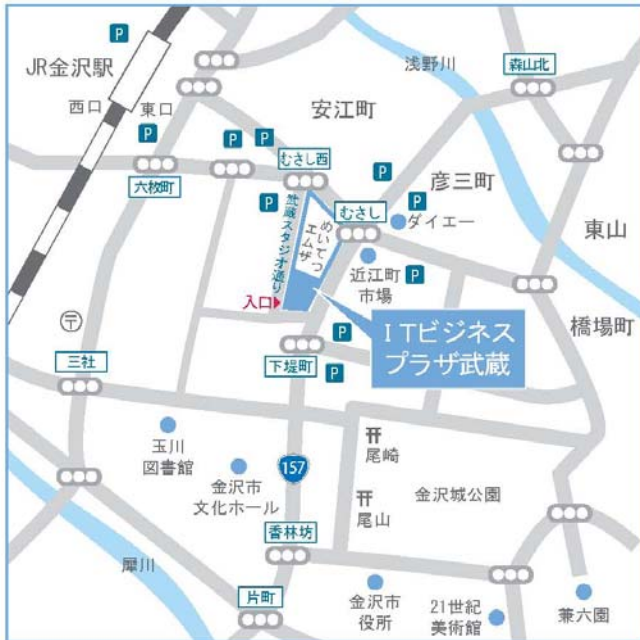 P
JR金沢駅
西口
東口
P
P
P
安江町
浅野川
森山北
六枚町
むさし西
P
P
彦三町
P
ダイエー
むさし
東山
武蔵スタジオ通り
めいてつ
エムザ
近江町
市場
P
入口
橋場町
ITビジネス
プラザ武蔵
P
P
下堤町
〒
三社
玉川
図書館
157
尾崎
金沢市
文化ホール
尾山
金沢城公園
香林坊
犀川
片町
金沢市
役所
21世紀
美術館
兼六園